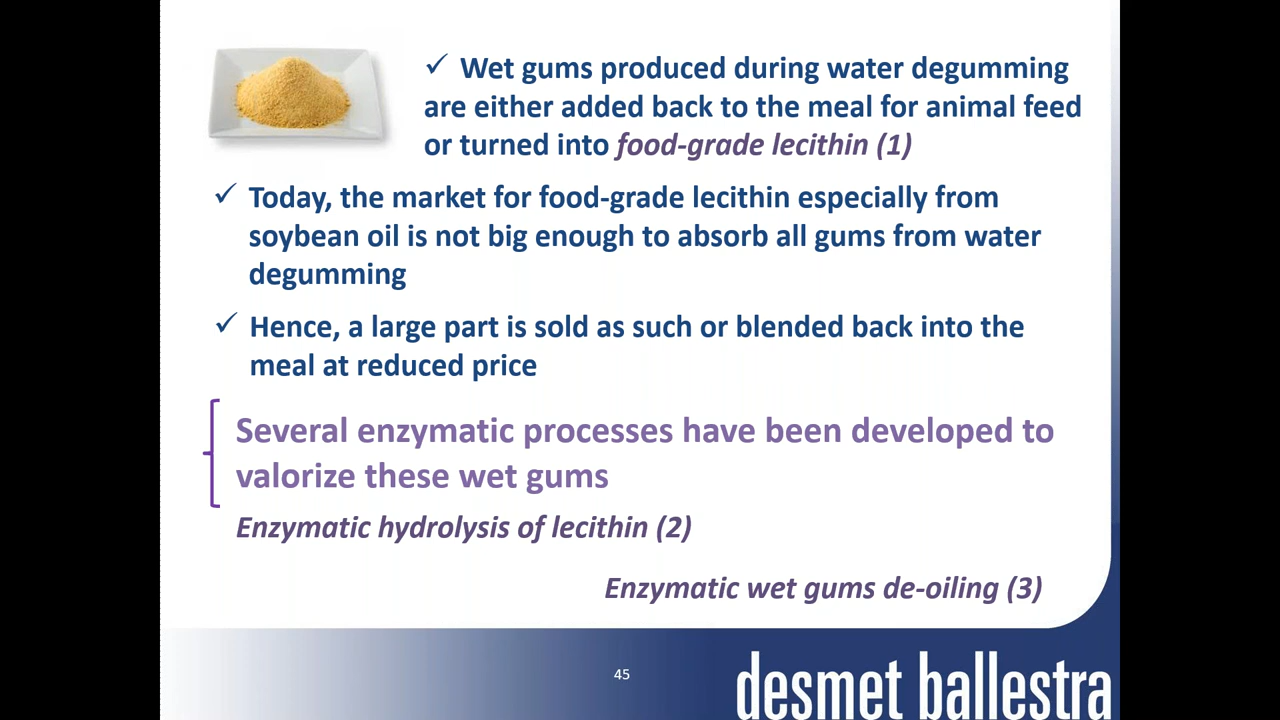 ✓ Wet gums produced during water degumming
are either added back to the meal for animal feed
or turned into food-grade lecithin (1)
✓ Today, the market for food-grade lecithin especially from
soybean oil is not big enough to absorb all gums from water
degumming
✓ Hence, a large part is sold as such or blended back into the
meal at reduced price
Several enzymatic processes have been developed to
valorize these wet gums
Enzymatic hydrolysis of lecithin (2)
Enzymatic wet gums de-oiling (3)
45
desmet ballestra